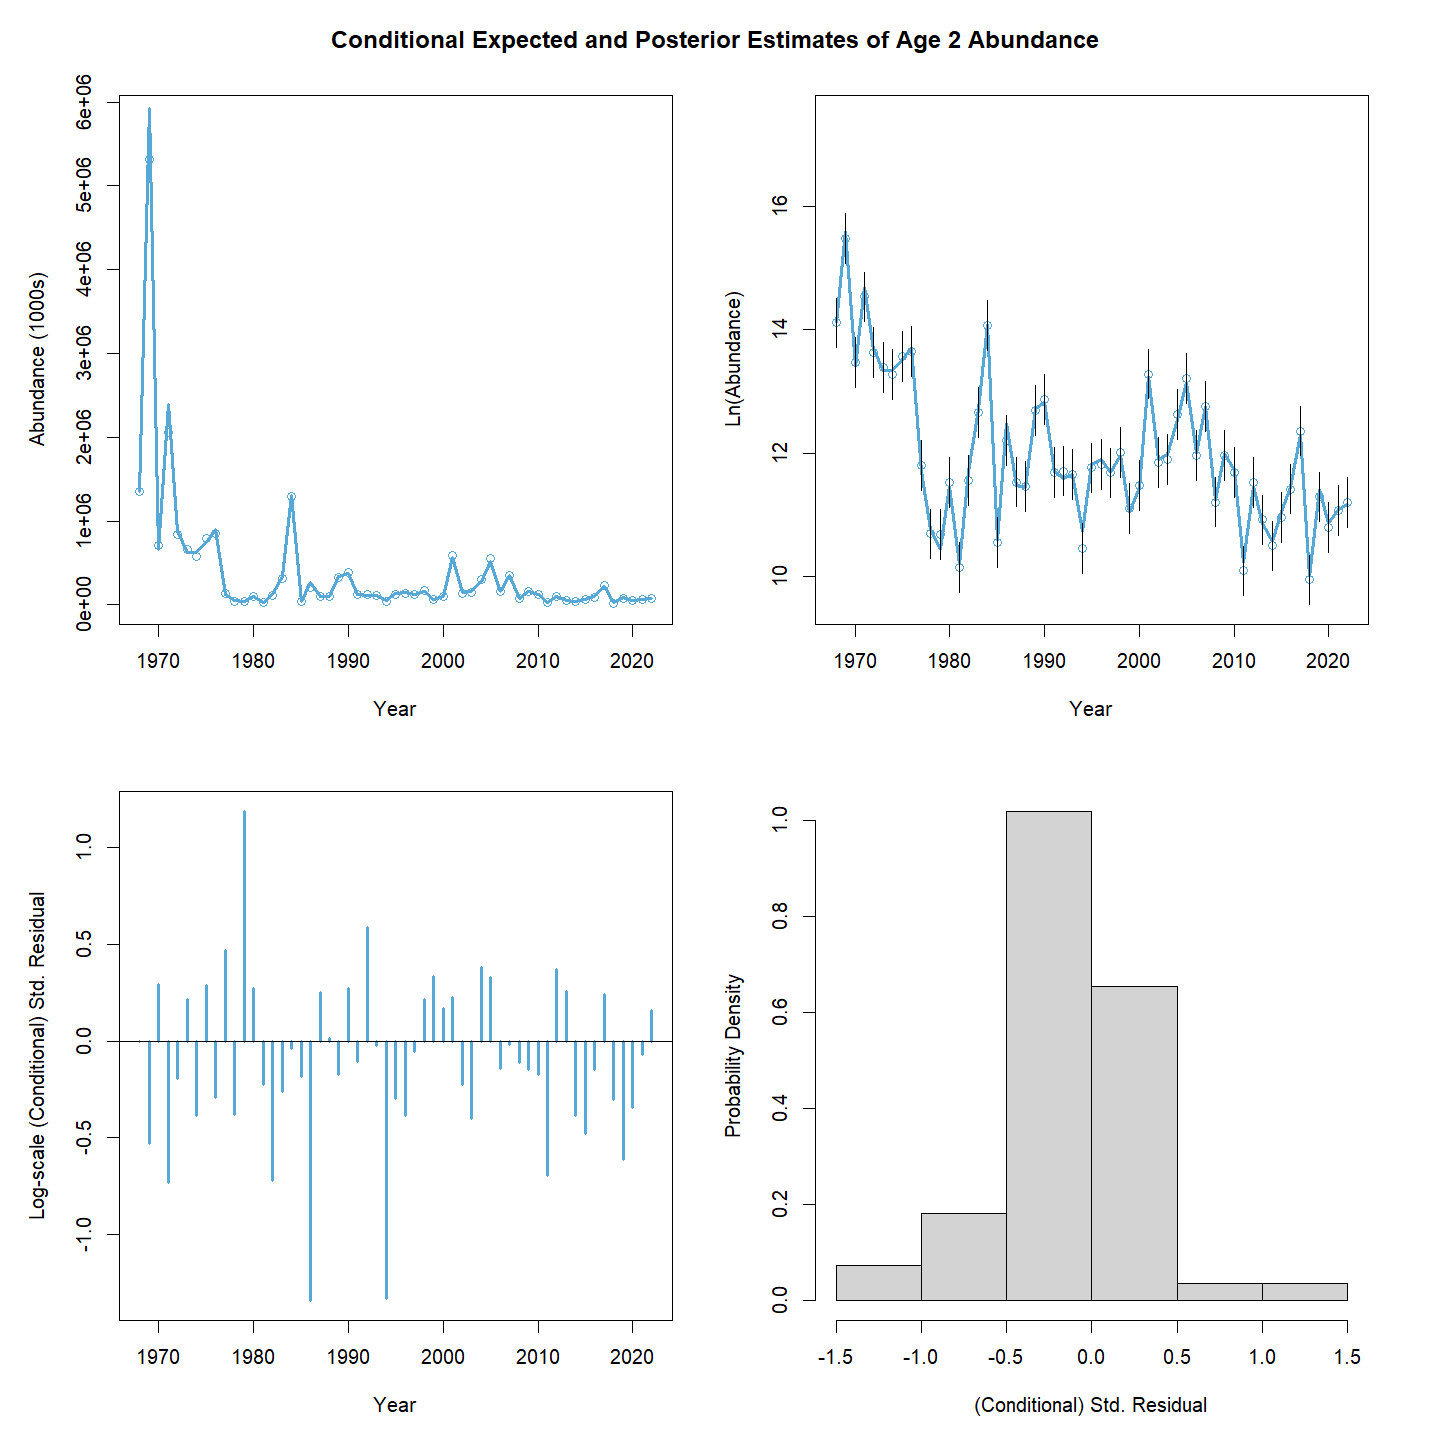 Conditional Expected and Posterior Estimates of Age 2 Abundance
Abundance (1000s)
0e+00 1e+06 2e+06 3e+06 4e+06 5e+06 6e+06
1970 1980 1990 2000 2010 2020
Year
Ln(Abundance)
10 12 14 16
1970 1980 1990 2000 2010 2020
Year
Log-scale (Conditional) Std. Residual
-1.0 -0.5 0.0 0.5 1.0
1970 1980 1990 2000 2010 2020
Year
Probability Density
0.0 0.2 0.4 0.6 0.8 1.0
-1.5 -1.0 -0.5 0.0 0.5 1.0 1.5
(Conditional) Std. Residual